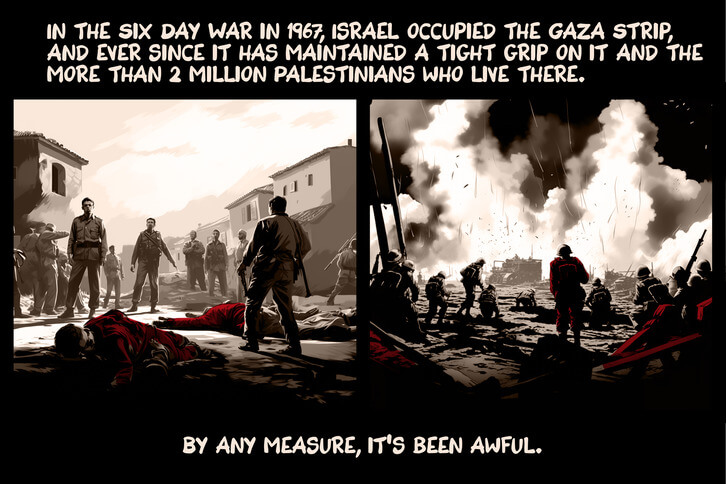 IN THE SIX DAY WAR IN 1967, ISRAEL OCCUPIED THE GAZA STRIP,
AND EVER SINCE IT HAS MAINTAINED A TIGHT GRIP ON IT AND THE
MORE THAN 2 MILLION PALESTINIANS WHO LIVE THERE.
BY ANY MEASURE, IT'S BEEN AWFUL.